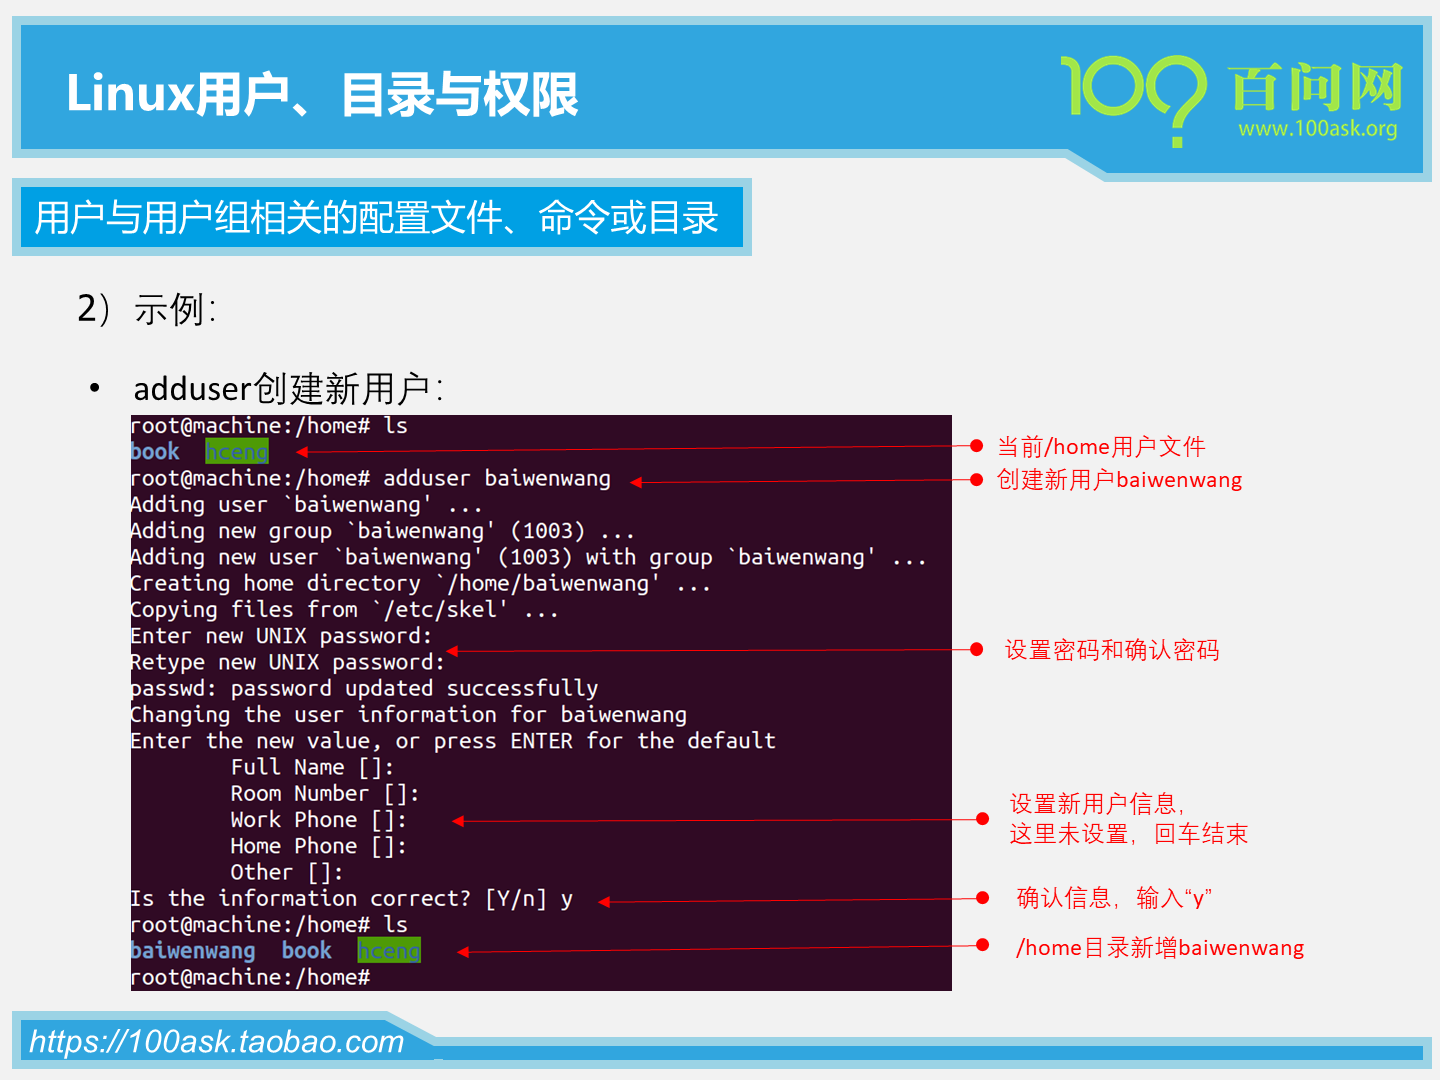 Linux用户、目录与权限
100? 百问网
www.100ask.org
用户与用户组相关的配置文件、命令或目录
2）示例：
• adduser创建新用户：
root@machine:/home# ls
book hceng
当前/home用户文件
root@machine:/home# adduser baiwenwang
创建新用户baiwenwang
Adding user `baiwenwang' ...
Adding new group `baiwenwang' (1003) ...
Adding new user `baiwenwang' (1003) with group `baiwenwang' ...
Creating home directory `/home/baiwenwang' ...
Copying files from `/etc/skel' ...
Enter new UNIX password:
Retype new UNIX password:
设置密码和确认密码
passwd: password updated successfully
Changing the user information for baiwenwang
Enter the new value, or press ENTER for the default
Full Name []:
Room Number []:
Work Phone []:
Home Phone []:
Other []:
设置新用户信息，
这里未设置，回车结束
Is the information correct? [Y/n] y
确认信息，输入“y”
root@machine:/home# ls
baiwenwang book hceng
/home目录新增baiwenwang
root@machine:/home#
https://100ask.taobao.com